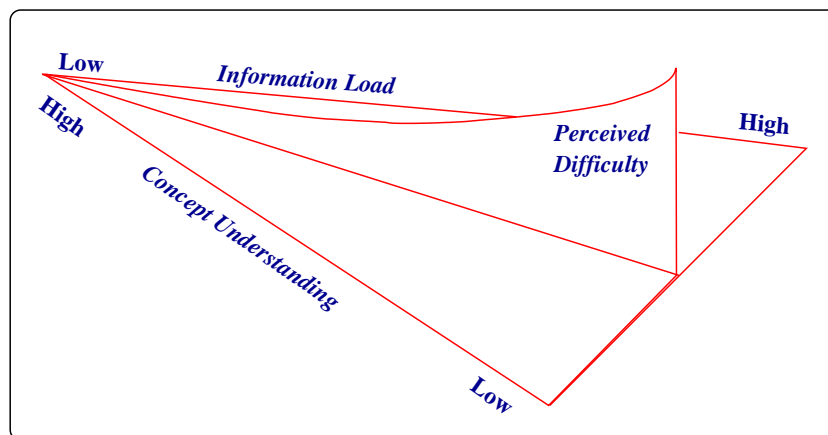 Low
Information Load
High
High
Perceived
Difficulty
Concept Understanding
Low